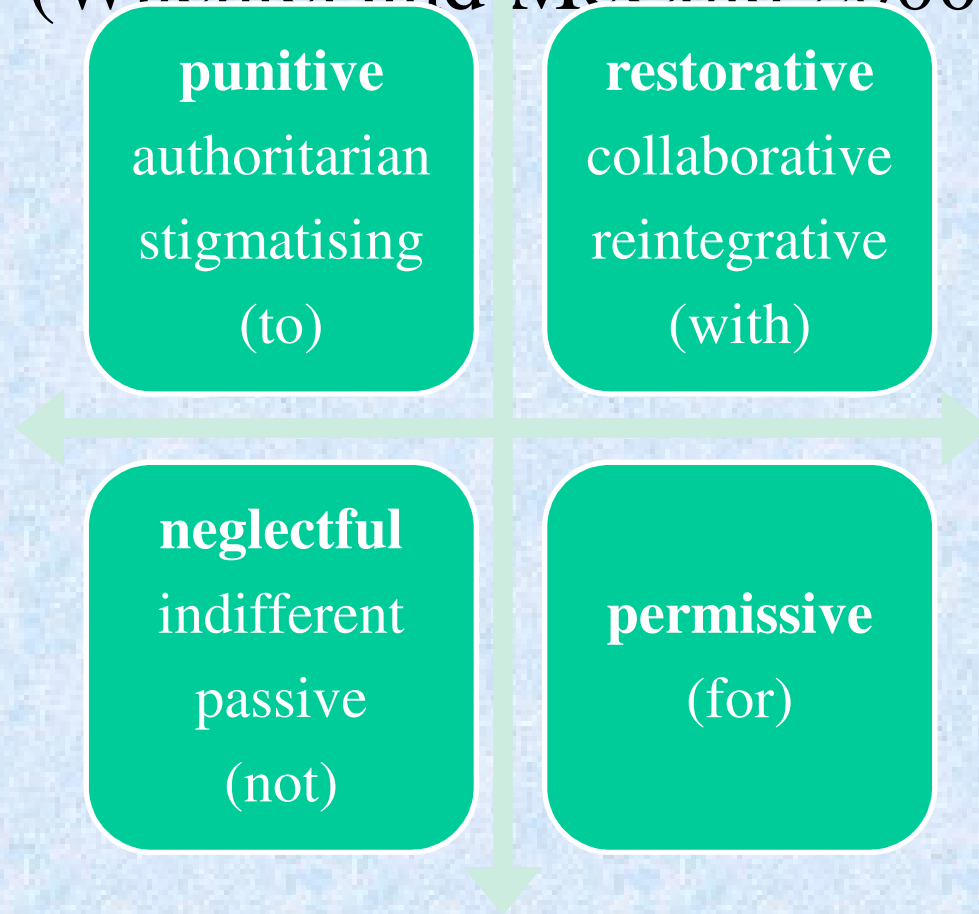 punitive
authoritarian
stigmatising
(to)
restorative
collaborative
reintegrative
(with)
neglectful
indifferent
passive
(not)
permissive
(for)